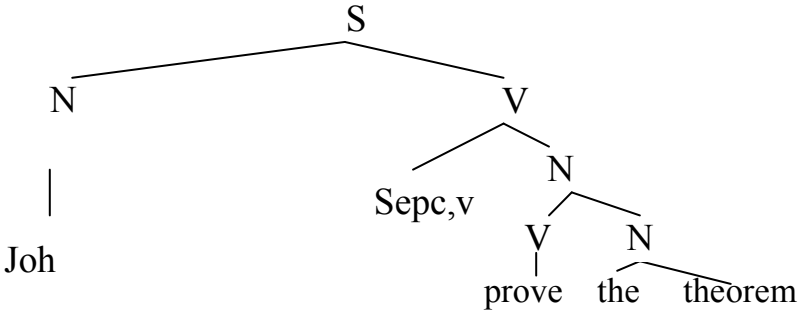 S
N V
N
Sepc,v
V N
Joh
prove the theorem